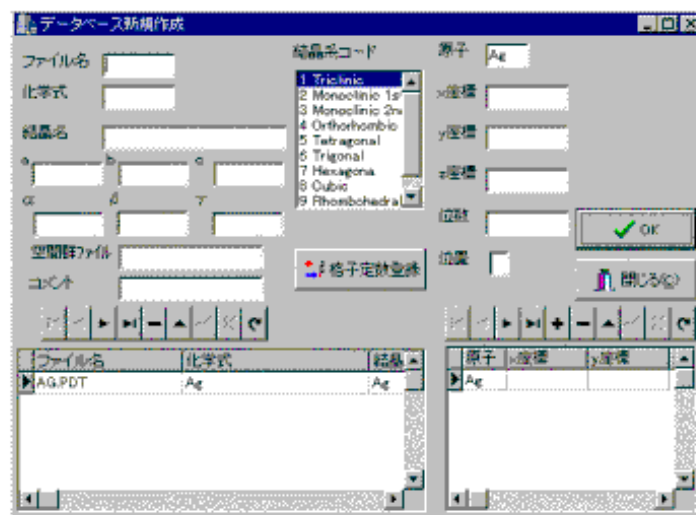 データベース新規作成
ファイル名
化学式
結晶名
a b c
α β γ
空間群ファイル
コメント
結晶系コード
1 Triclinic
2 Monoclinic 1s
3 Monoclinic 2n
4 Orthorhombic
5 Tetragonal
6 Trigonal
7 Hexagona
8 Cubic
9 Rhombohedral
格子定数登録
原子 Ag
x座標
y座標
z座標
位数
位置
OK
閉じる(C)
ファイル名 化学式 結晶
AG.PDT Ag Ag
原子 x座標 y座標
Ag